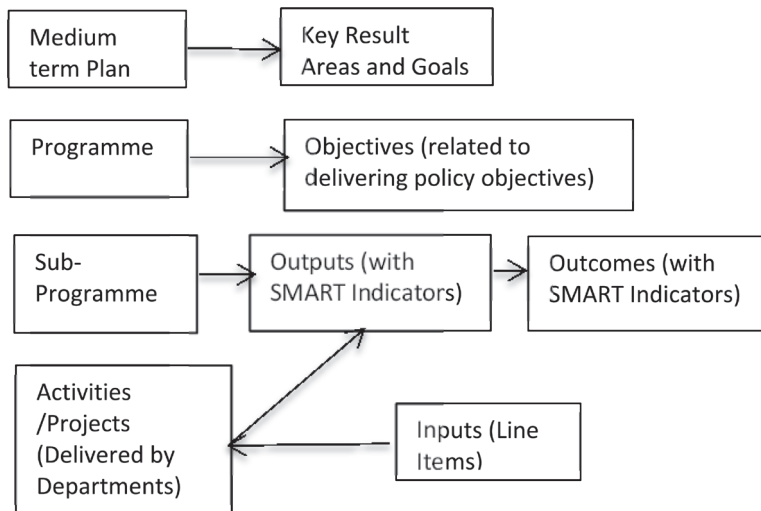 Medium
term Plan
Key Result
Areas and Goals
Programme
Objectives (related to
delivering policy objectives)
Sub-
Programme
Outputs (with
SMART Indicators)
Outcomes (with
SMART Indicators)
Activities
/Projects
(Delivered by
Departments)
Inputs (Line
Items)